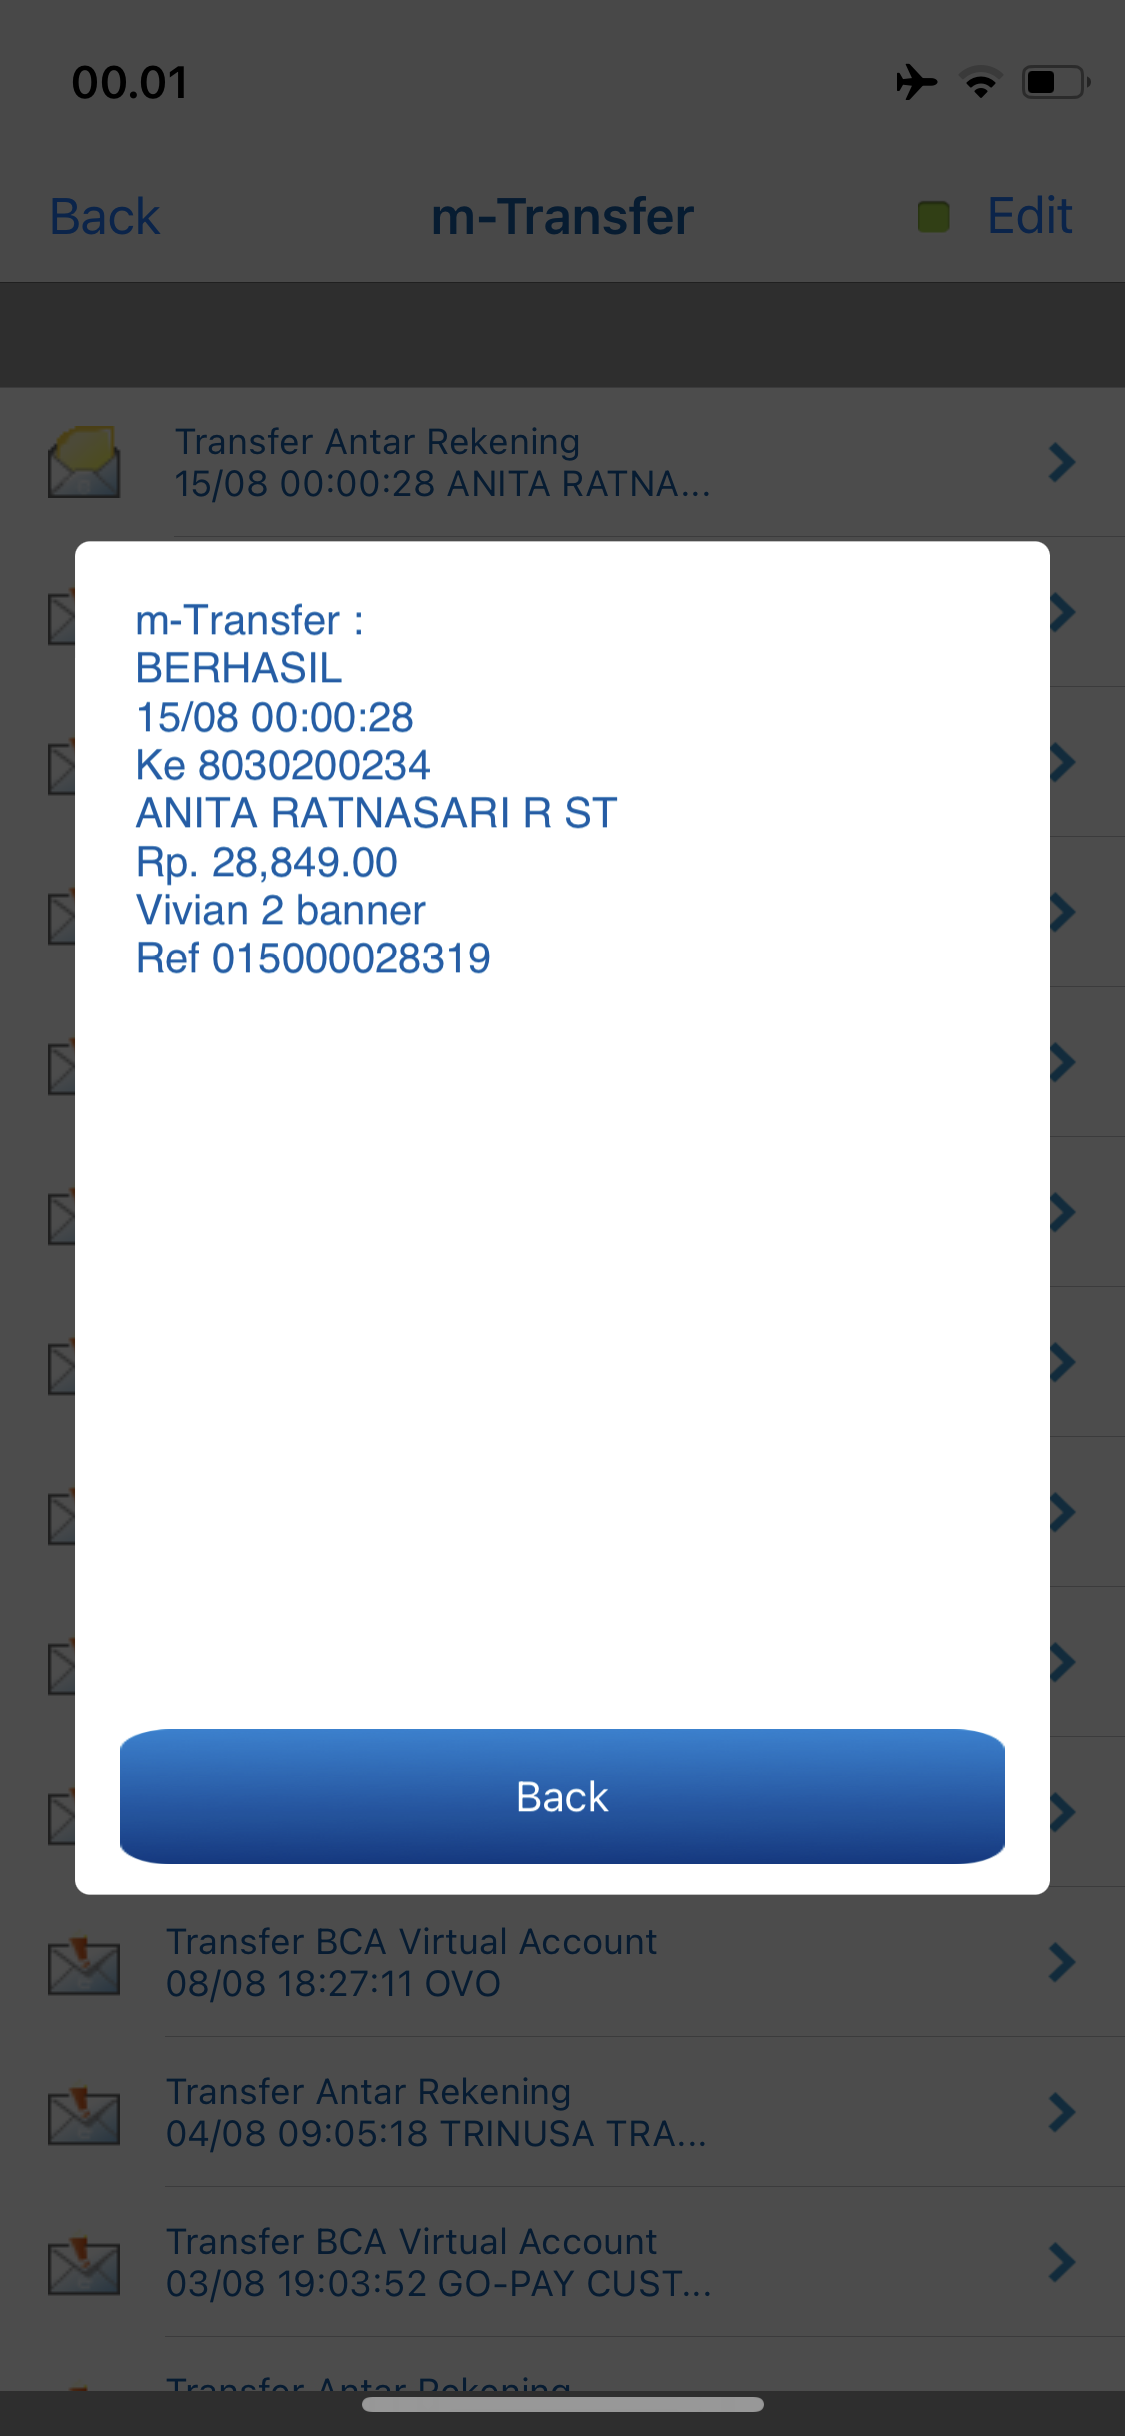 00.01
Back
m-Transfer
Edit
Transfer Antar Rekening
15/08 00:00:28 ANITA RATNA...
m-Transfer :
BERHASIL
15/08 00:00:28
Ke 8030200234
ANITA RATNASARI R ST
Rp. 28,849.00
Vivian 2 banner
Ref 015000028319
Back
Transfer BCA Virtual Account
08/08 18:27:11 OVO
Transfer Antar Rekening
04/08 09:05:18 TRINUSA TRA...
Transfer BCA Virtual Account
03/08 19:03:52 GO-PAY CUST...
Transfer Antar Rekening